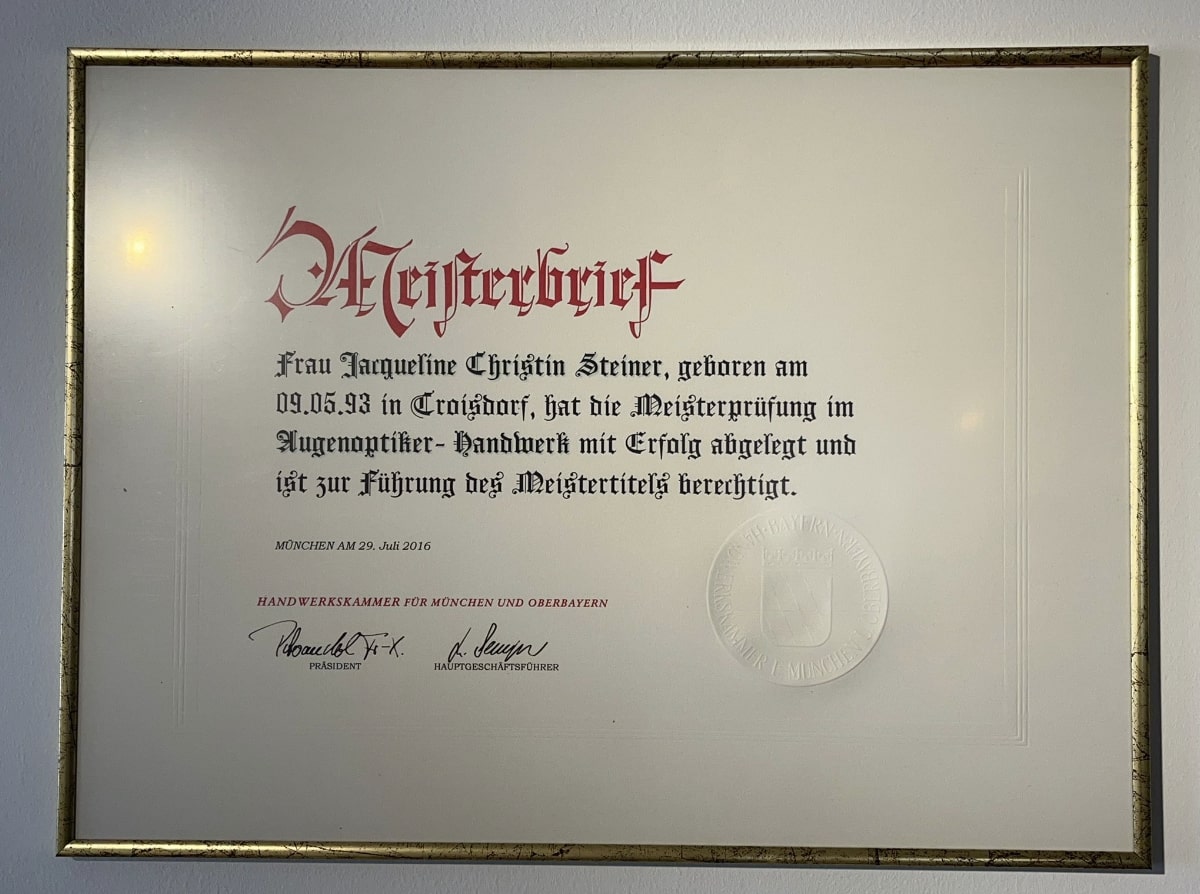 Meisterbrief
Frau Jacqueline Christin Steiner, geboren am
09.05.93 in Troisdorf, hat die Meisterprüfung im
Augenoptiker- Handwerk mit Erfolg abgelegt und
ist zur Führung des Meistertitels berechtigt.
MÜNCHEN AM 29. Juli 2016
HANDWERKSKAMMER FÜR MÜNCHEN UND OBERBAYERN
PRÄSIDENT
HAUPTGESCHÄFTSFÜHRER